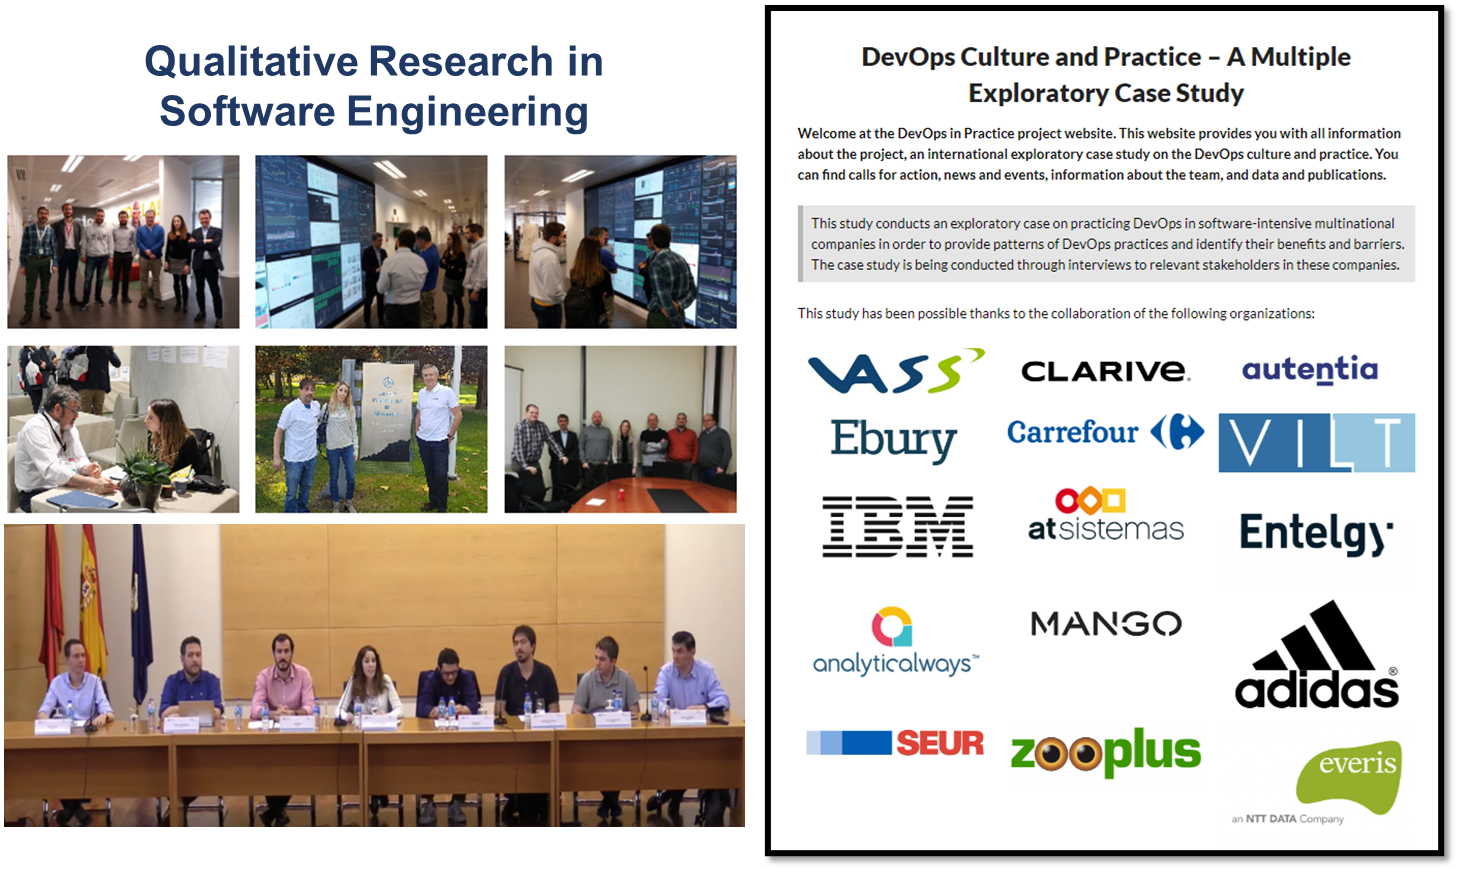 Qualitative Research in
Software Engineering
DevOps Culture and Practice – A Multiple
Exploratory Case Study
Welcome at the DevOps in Practice project website. This website provides you with all information
about the project, an international exploratory case study on the DevOps culture and practice. You
can find calls for action, news and events, information about the team, and data and publications.
This study conducts an exploratory case on practicing DevOps in software-intensive multinational
companies in order to provide patterns of DevOps practices and identify their benefits and barriers.
The case study is being conducted through interviews to relevant stakeholders in these companies.
This study has been possible thanks to the collaboration of the following organizations:
VASS
CLARIVE.
autentia
Ebury
Carrefour
VILT
IBM
atsistemas
Entelgy
analyticalways™
MANGO
adidas®
SEUR
zooplus
everis
an NTT DATA Company